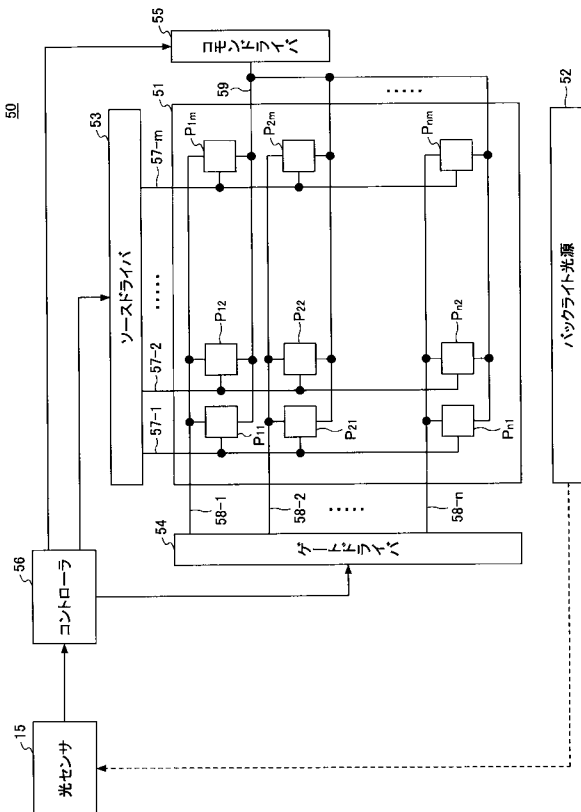 50
55
コモンドライバ
53
ソースドライバ
57-1
57-2
.....
57-m
59
51
56
コントローラ
15
光センサ
54
ゲートドライバ
58-1
58-2
.....
58-n
P11
P12
P1m
P21
P22
P2m
.....
Pn1
Pn2
Pnm
52
バックライト光源